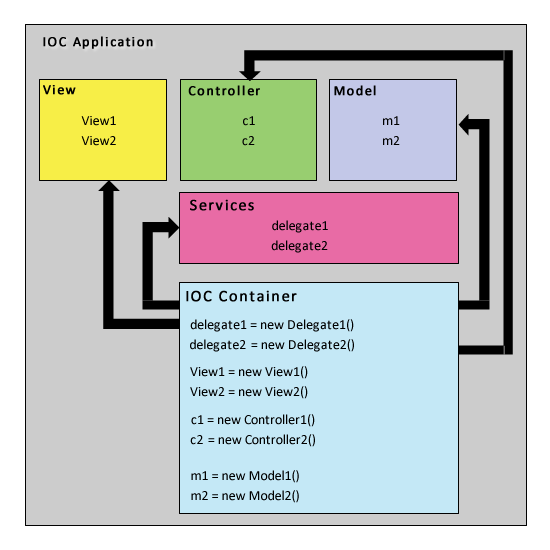 IOC Application
View
View1
View2
Controller
c1
c2
Model
m1
m2
Services
delegate1
delegate2
IOC Container
delegate1 = new Delegate1()
delegate2 = new Delegate2()
View1 = new View1()
View2 = new View2()
c1 = new Controller1()
c2 = new Controller2()
m1 = new Model1()
m2 = new Model2()